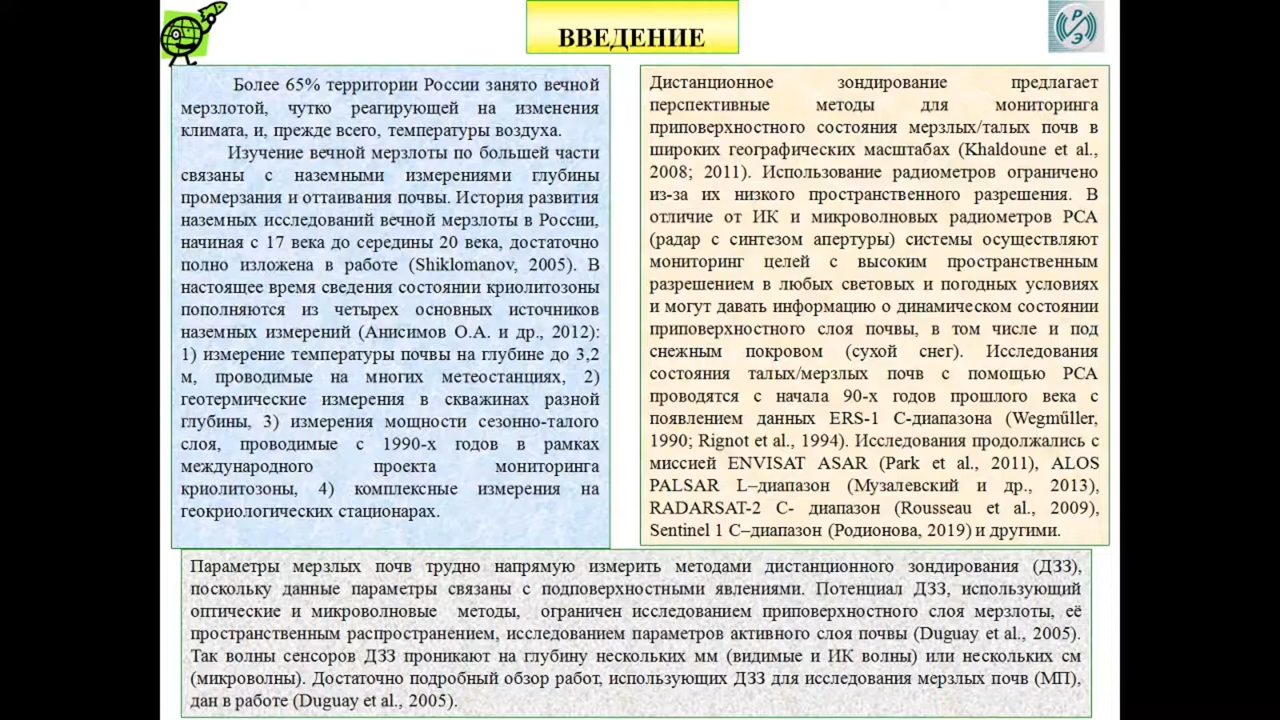 ВВЕДЕНИЕ
РЭ
Более 65% территории России занято вечной
мерзлотой, чутко реагирующей на изменения
климата, и, прежде всего, температуры воздуха.
Изучение вечной мерзлоты по большей части
связаны с наземными измерениями глубины
промерзания и оттаивания почвы. История развития
наземных исследований вечной мерзлоты в России,
начиная с 17 века до середины 20 века, достаточно
полно изложена в работе (Shiklomanov, 2005). В
настоящее время сведения состоянии криолитозоны
пополняются из четырех основных источников
наземных измерений (Анисимов О.А. и др., 2012):
1) измерение температуры почвы на глубине до 3,2
м, проводимые на многих метеостанциях, 2)
геотермические измерения в скважинах разной
глубины, 3) измерения мощности сезонно-талого
слоя, проводимые с 1990-х годов в рамках
международного проекта мониторинга
криолитозоны, 4) комплексные измерения на
геокриологических стационарах.
Дистанционное зондирование предлагает
перспективные методы для мониторинга
приповерхностного состояния мерзлых/талых почв в
широких географических масштабах (Khaldoune et al.,
2008; 2011). Использование радиометров ограничено
из-за их низкого пространственного разрешения. В
отличие от ИК и микроволновых радиометров РСА
(радар с синтезом апертуры) системы осуществляют
мониторинг целей с высоким пространственным
разрешением в любых световых и погодных условиях
и могут давать информацию о динамическом состоянии
приповерхностного слоя почвы, в том числе и под
снежным покровом (сухой снег). Исследования
состояния талых/мерзлых почв с помощью РСА
проводятся с начала 90-х годов прошлого века с
появлением данных ERS-1 С-диапазона (Wegmüller,
1990; Rignot et al., 1994). Исследования продолжались с
миссией ENVISAT ASAR (Park et al., 2011), ALOS
PALSAR L–диапазон (Музалевский и др., 2013),
RADARSAT-2 С- диапазон (Rousseau et al., 2009),
Sentinel 1 С–диапазон (Родионова, 2019) и другими.
Параметры мерзлых почв трудно напрямую измерить методами дистанционного зондирования (ДЗЗ),
поскольку данные параметры связаны с подповерхностными явлениями. Потенциал ДЗЗ, использующий
оптические и микроволновые методы, ограничен исследованием приповерхностного слоя мерзлоты, её
пространственным распространением, исследованием параметров активного слоя почвы (Duguay et al., 2005).
Так волны сенсоров ДЗЗ проникают на глубину нескольких мм (видимые и ИК волны) или нескольких см
(микроволны). Достаточно подробный обзор работ, использующих ДЗЗ для исследования мерзлых почв (МП),
дан в работе (Duguay et al., 2005).